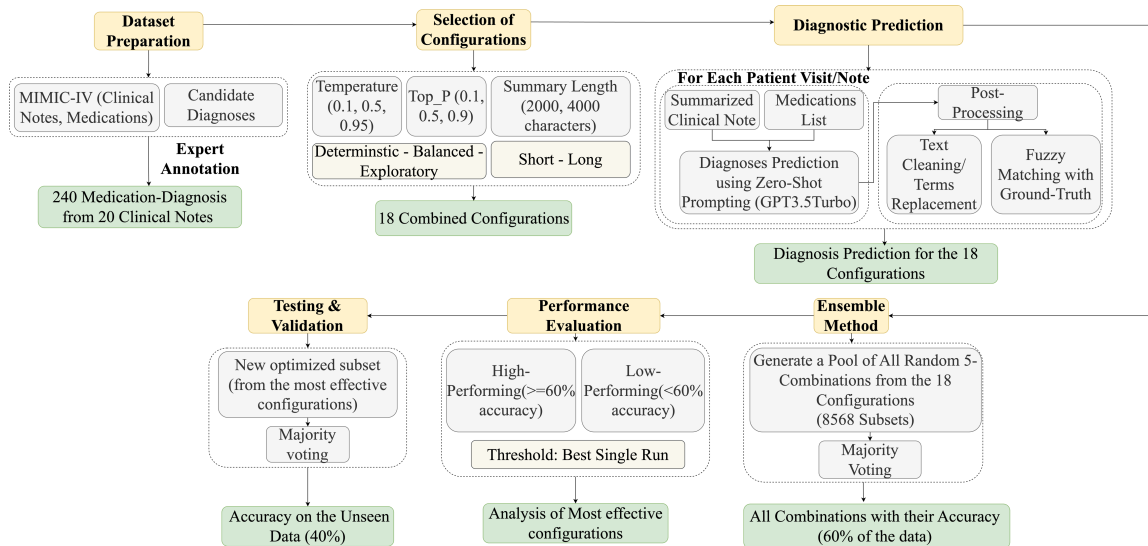 Dataset
Preparation
Selection of
Configurations
Diagnostic Prediction
MIMIC-IV (Clinical
Notes, Medications)
Candidate
Diagnoses
Expert
Annotation
240 Medication-Diagnosis
from 20 Clinical Notes
Temperature
(0.1, 0.5,
0.95)
Top_P (0.1,
0.5, 0.9)
Summary Length
(2000, 4000
characters)
Determinstic - Balanced -
Exploratory
Short - Long
18 Combined Configurations
For Each Patient Visit/Note
Summarized
Clinical Note
Medications
List
Diagnoses Prediction
using Zero-Shot
Prompting (GPT3.5Turbo)
Post-
Processing
Text
Cleaning/
Terms
Replacement
Fuzzy
Matching with
Ground-Truth
Diagnosis Prediction for the 18
Configurations
Testing &
Validation
Performance
Evaluation
Ensemble
Method
New optimized subset
(from the most effective
configurations)
Majority
voting
Accuracy on the Unseen
Data (40%)
High-
Performing(>=60%
accuracy)
Low-
Performing(<60%
accuracy)
Threshold: Best Single Run
Analysis of Most effective
configurations
Generate a Pool of All Random 5-
Combinations from the 18
Configurations
(8568 Subsets)
Majority
Voting
All Combinations with their Accuracy
(60% of the data)